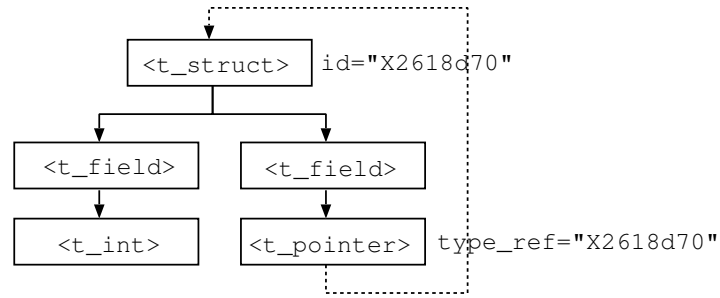 <t_struct> id="X2618d70"
<t_field> <t_field>
<t_int> <t_pointer> type_ref="X2618d70"